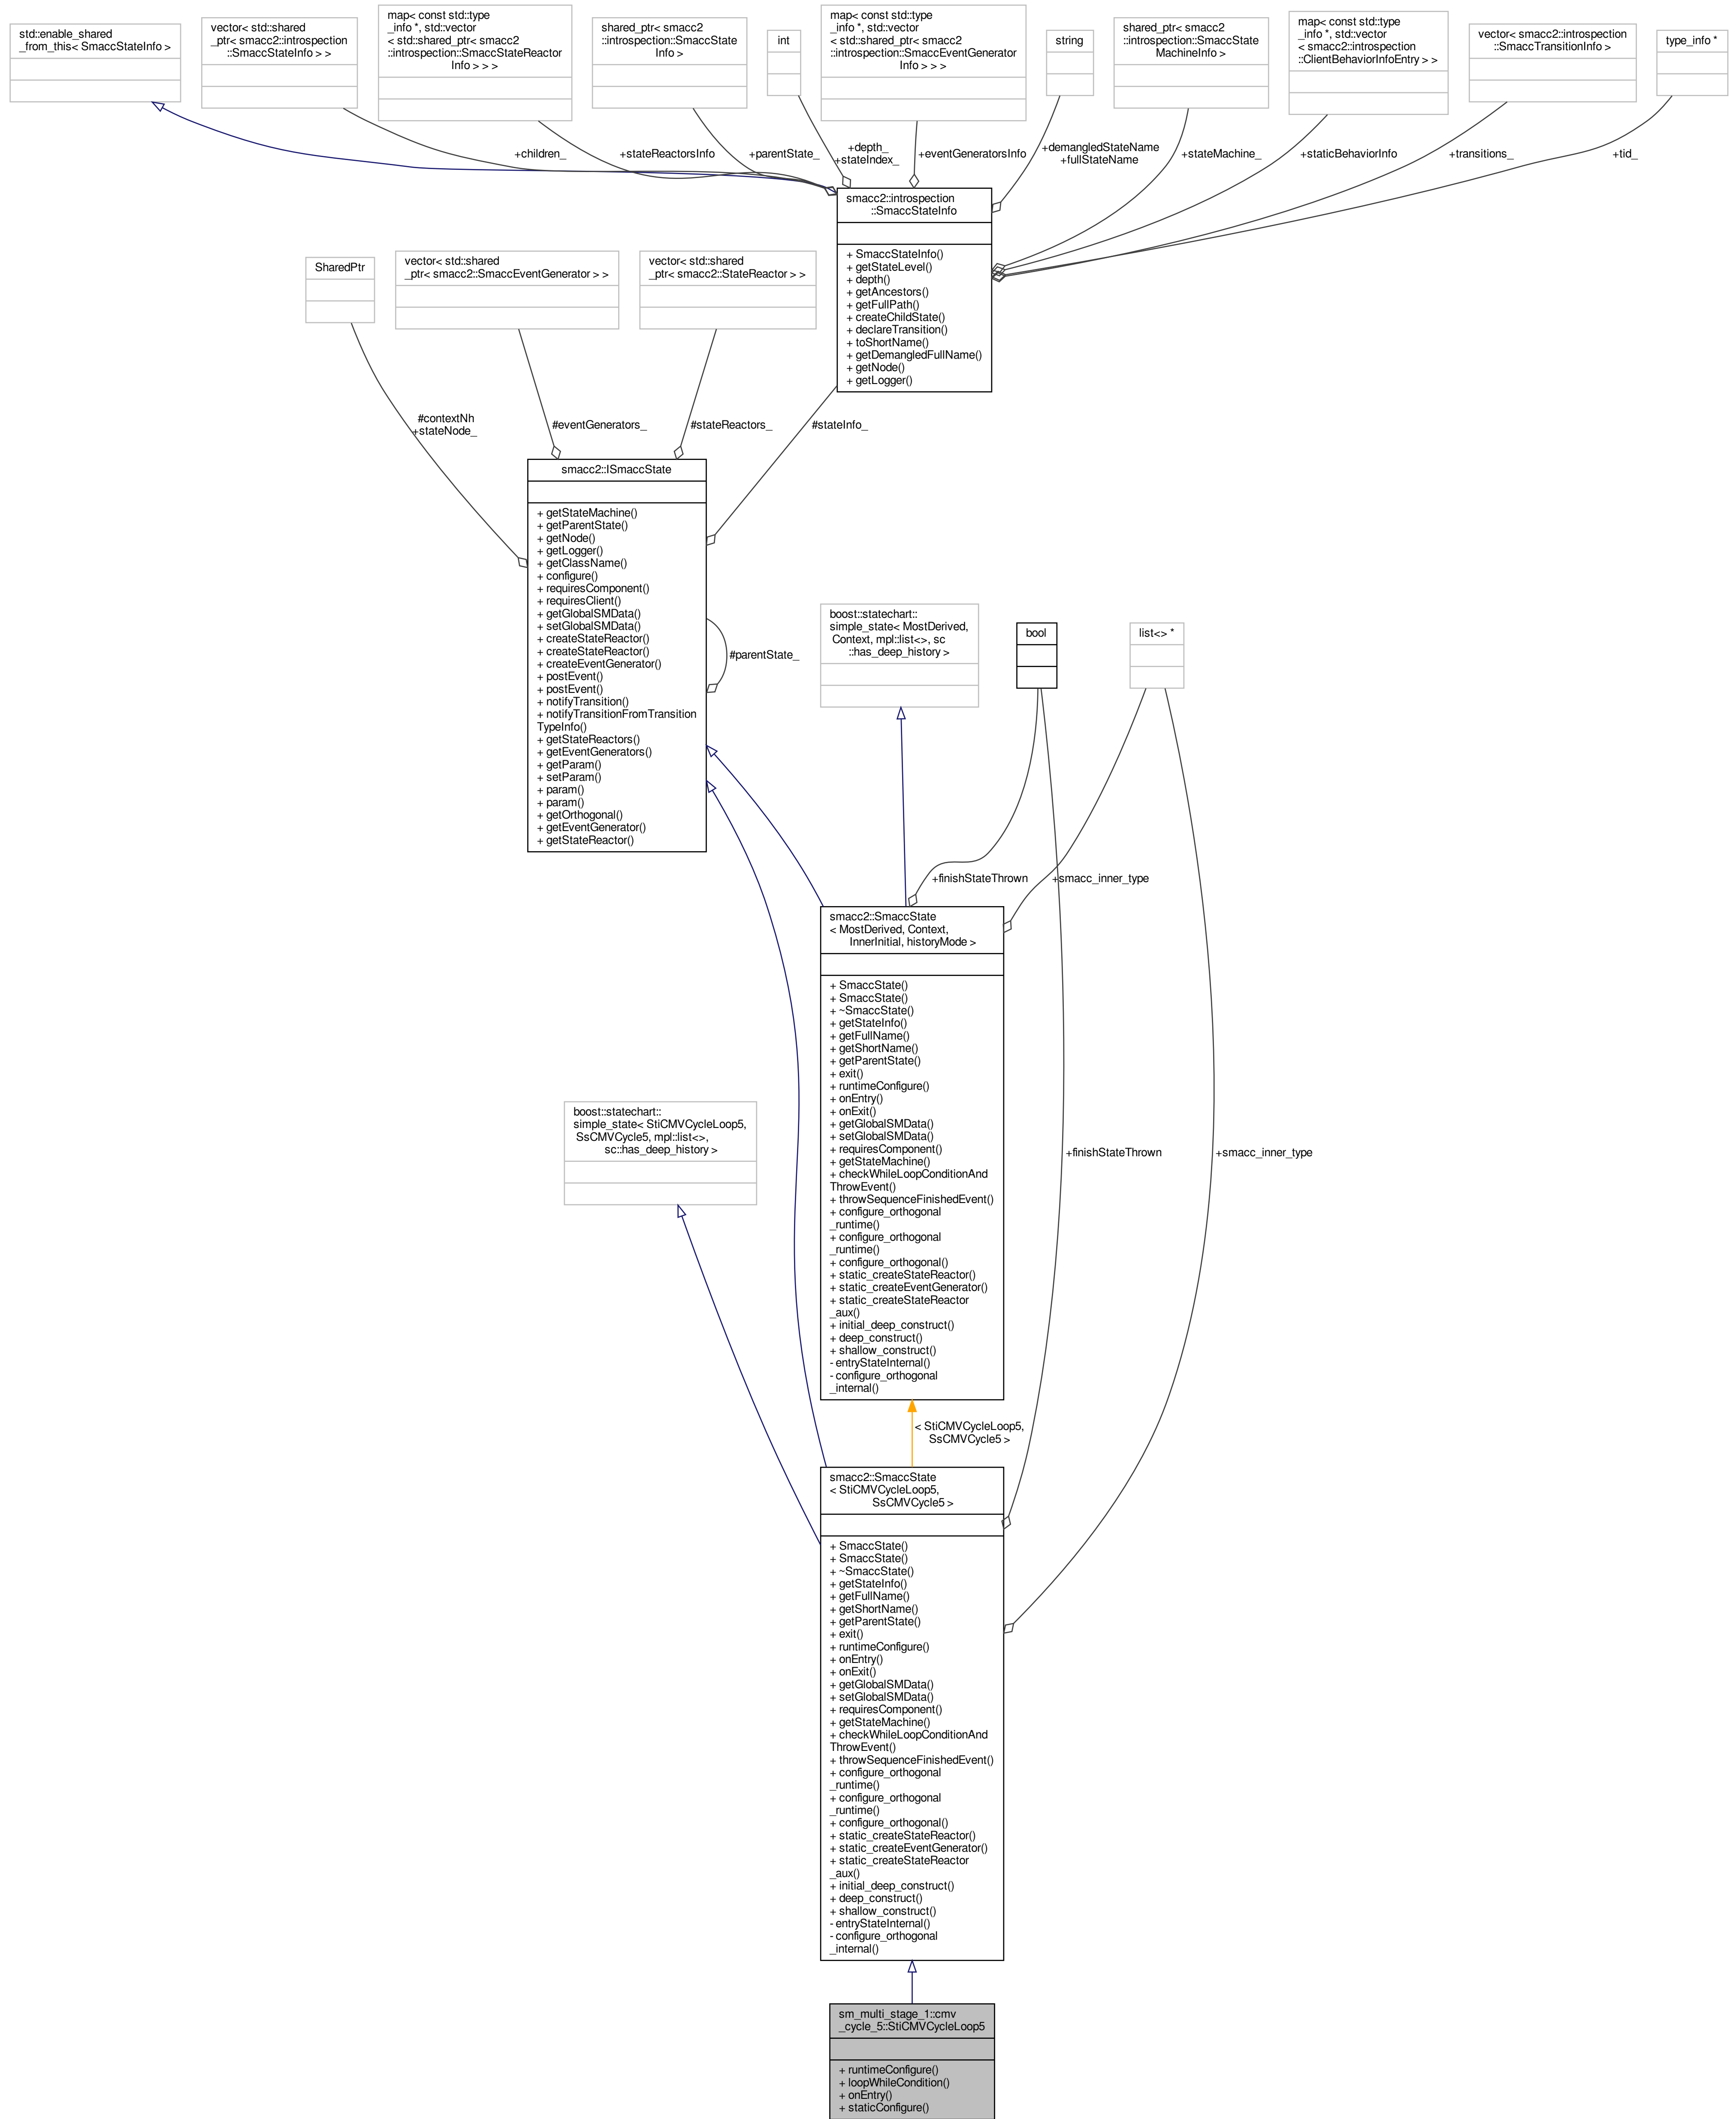 std::enable_shared
_from_this< SmaccStateInfo >
vector< std::shared
_ptr< smacc2::introspection
::SmaccStateInfo > >
map< const std::type
_info *, std::vector
< std::shared_ptr< smacc2
::introspection::SmaccStateReactor
Info > > >
shared_ptr< smacc2
::introspection::SmaccState
Info >
int
map< const std::type
_info *, std::vector
< std::shared_ptr< smacc2
::introspection::SmaccEventGenerator
Info > > >
string
shared_ptr< smacc2
::introspection::SmaccState
MachineInfo >
map< const std::type
_info *, std::vector
< smacc2::introspection
::ClientBehaviorInfoEntry > >
vector< smacc2::introspection
::SmaccTransitionInfo >
type_info *
+children_
+stateReactorsInfo
+parentState_
+depth_
+stateIndex_
+eventGeneratorsInfo
+demangledStateName
+fullStateName
+stateMachine_
+staticBehaviorInfo
+transitions_
+tid_
smacc2::introspection
::SmaccStateInfo
+ SmaccStateInfo()
+ getStateLevel()
+ depth()
+ getAncestors()
+ getFullPath()
+ createChildState()
+ declareTransition()
+ toShortName()
+ getDemangledFullName()
+ getNode()
+ getLogger()
SharedPtr
vector< std::shared
_ptr< smacc2::SmaccEventGenerator > >
vector< std::shared
_ptr< smacc2::StateReactor > >
#contextNh
+stateNode_
#eventGenerators_
#stateReactors_
#stateInfo_
smacc2::ISmaccState
+ getStateMachine()
+ getParentState()
+ getNode()
+ getLogger()
+ getClassName()
+ configure()
+ requiresComponent()
+ requiresClient()
+ getGlobalSMData()
+ setGlobalSMData()
+ createStateReactor()
+ createStateReactor()
+ createEventGenerator()
+ postEvent()
+ postEvent()
+ notifyTransition()
+ notifyTransitionFromTransition
TypeInfo()
+ getStateReactors()
+ getEventGenerators()
+ getParam()
+ setParam()
+ param()
+ param()
+ getOrthogonal()
+ getEventGenerator()
+ getStateReactor()
#parentState_
boost::statechart::
simple_state< MostDerived,
Context, mpl::list<>, sc
::has_deep_history >
bool
list<> *
+finishStateThrown
+smacc_inner_type
smacc2::SmaccState
< MostDerived, Context,
InnerInitial, historyMode >
+ SmaccState()
+ SmaccState()
+ ~SmaccState()
+ getStateInfo()
+ getFullName()
+ getShortName()
+ getParentState()
+ exit()
+ runtimeConfigure()
+ onEntry()
+ onExit()
+ getGlobalSMData()
+ setGlobalSMData()
+ requiresComponent()
+ getStateMachine()
+ checkWhileLoopConditionAnd
ThrowEvent()
+ throwSequenceFinishedEvent()
+ configure_orthogonal
_runtime()
+ configure_orthogonal
_runtime()
+ configure_orthogonal()
+ static_createStateReactor()
+ static_createEventGenerator()
+ static_createStateReactor
_aux()
+ initial_deep_construct()
+ deep_construct()
+ shallow_construct()
- entryStateInternal()
- configure_orthogonal
_internal()
boost::statechart::
simple_state< StiCMVCycleLoop5,
SsCMVCycle5, mpl::list<>,
sc::has_deep_history >
+finishStateThrown
+smacc_inner_type
< StiCMVCycleLoop5,
SsCMVCycle5 >
smacc2::SmaccState
< StiCMVCycleLoop5,
SsCMVCycle5 >
+ SmaccState()
+ SmaccState()
+ ~SmaccState()
+ getStateInfo()
+ getFullName()
+ getShortName()
+ getParentState()
+ exit()
+ runtimeConfigure()
+ onEntry()
+ onExit()
+ getGlobalSMData()
+ setGlobalSMData()
+ requiresComponent()
+ getStateMachine()
+ checkWhileLoopConditionAnd
ThrowEvent()
+ throwSequenceFinishedEvent()
+ configure_orthogonal
_runtime()
+ configure_orthogonal
_runtime()
+ configure_orthogonal()
+ static_createStateReactor()
+ static_createEventGenerator()
+ static_createStateReactor
_aux()
+ initial_deep_construct()
+ deep_construct()
+ shallow_construct()
- entryStateInternal()
- configure_orthogonal
_internal()
sm_multi_stage_1::cmv
_cycle_5::StiCMVCycleLoop5
+ runtimeConfigure()
+ loopWhileCondition()
+ onEntry()
+ staticConfigure()